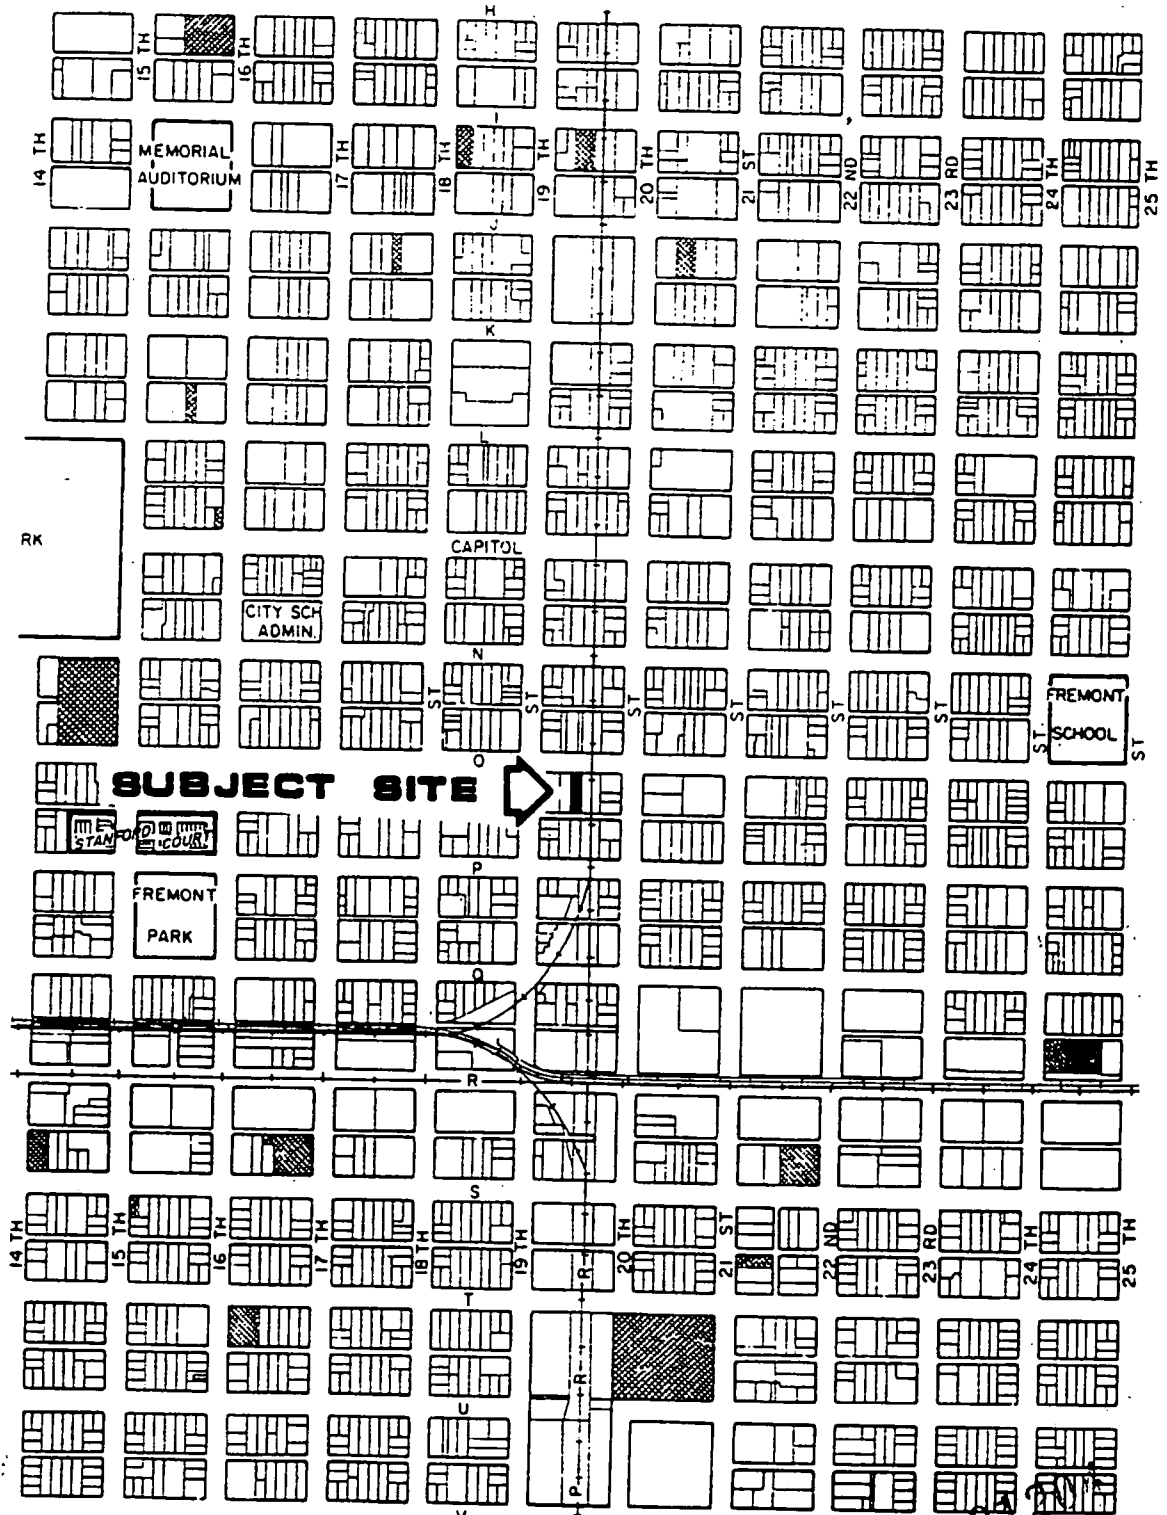 H
15 TH
16 TH
14 TH
MEMORIAL
AUDITORIUM
17 TH
18 TH
I
19 TH
20 TH
21 ST
22 ND
23 RD
24 TH
25 TH
J
K
L
RK
CAPITOL
CITY SCH
ADMIN.
N
ST
ST
ST
ST
ST
ST
FREMONT
SCHOOL
ST
ST
O
SUBJECT SITE
STANFORD COURT
P
FREMONT
PARK
Q
R
S
14 TH
15 TH
16 TH
17 TH
18 TH
19 TH
20 TH
21 ST
22 ND
23 RD
24 TH
25 TH
R
T
R
U
P
V